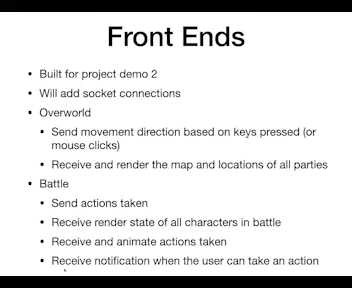 Front Ends
• Built for project demo 2
• Will add socket connections
• Overworld
• Send movement direction based on keys pressed (or
mouse clicks)
• Receive and render the map and locations of all parties
• Battle
• Send actions taken
• Receive render state of all characters in battle
• Receive and animate actions taken
• Receive notification when the user can take an action